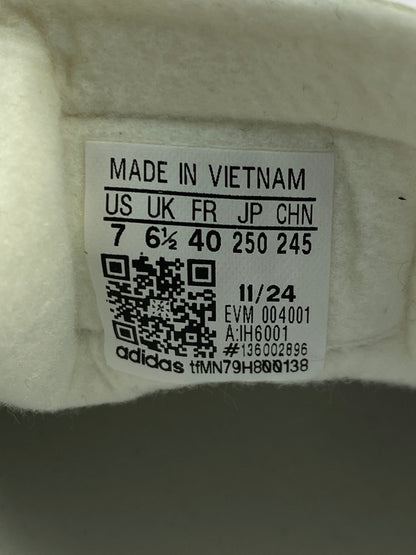 MADE IN VIETNAM
US UK FR JP CHN
7 6½ 40 250 245
11/24
EVM 004001
A:IH6001
#136002896
adidas tfMN79H800138